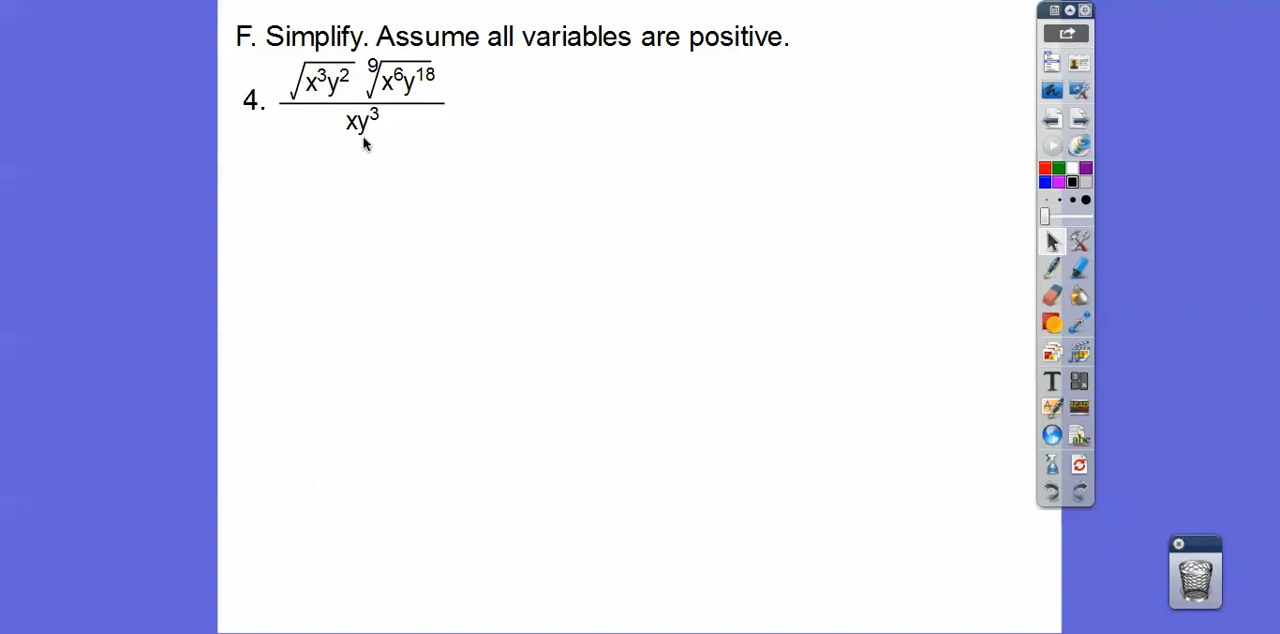 F. Simplify. Assume all variables are positive.
4. √(x³y²) ⁹√(x⁶y¹⁸) / xy³